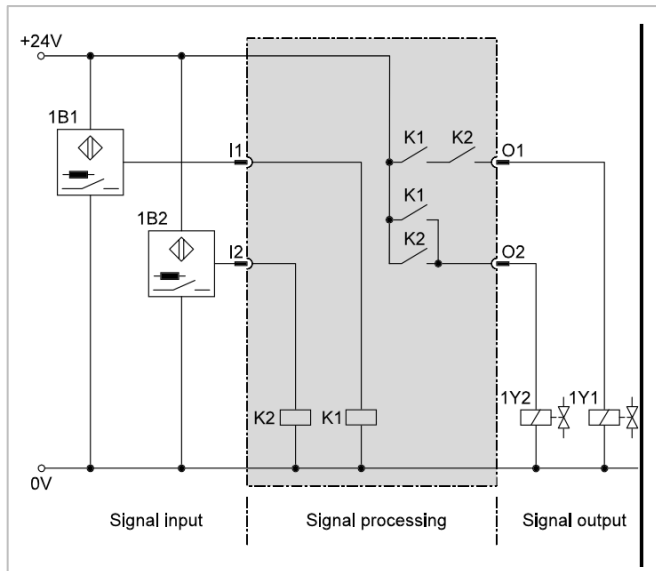 +24V
1B1
I1
K1 K2
O1
K1
1B2
I2
K2
O2
K2
K1
1Y2
1Y1
0V
Signal input
Signal processing
Signal output